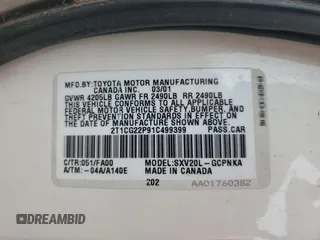 MFD.BY:TOYOTA MOTOR MANUFACTURING
CANADA INC. 03/01
GVWR 4205LB GAWR FR 2490LB RR 2490LB
THIS VEHICLE CONFORMS TO ALL APPLICABLE
FEDERAL MOTOR VEHICLE SAFETY,BUMPER, AND
THEFT PREVENTION STANDARDS IN EFFECT ON
THE DATE OF MANUFACTURE SHOWN ABOVE.
2T1CG22P91C499399 PASS.CAR
C/TR:051/FA00 MODEL:SXV20L-GCPNKA
A/TM:-04A/A140E MADE IN CANADA
202 AA01760382